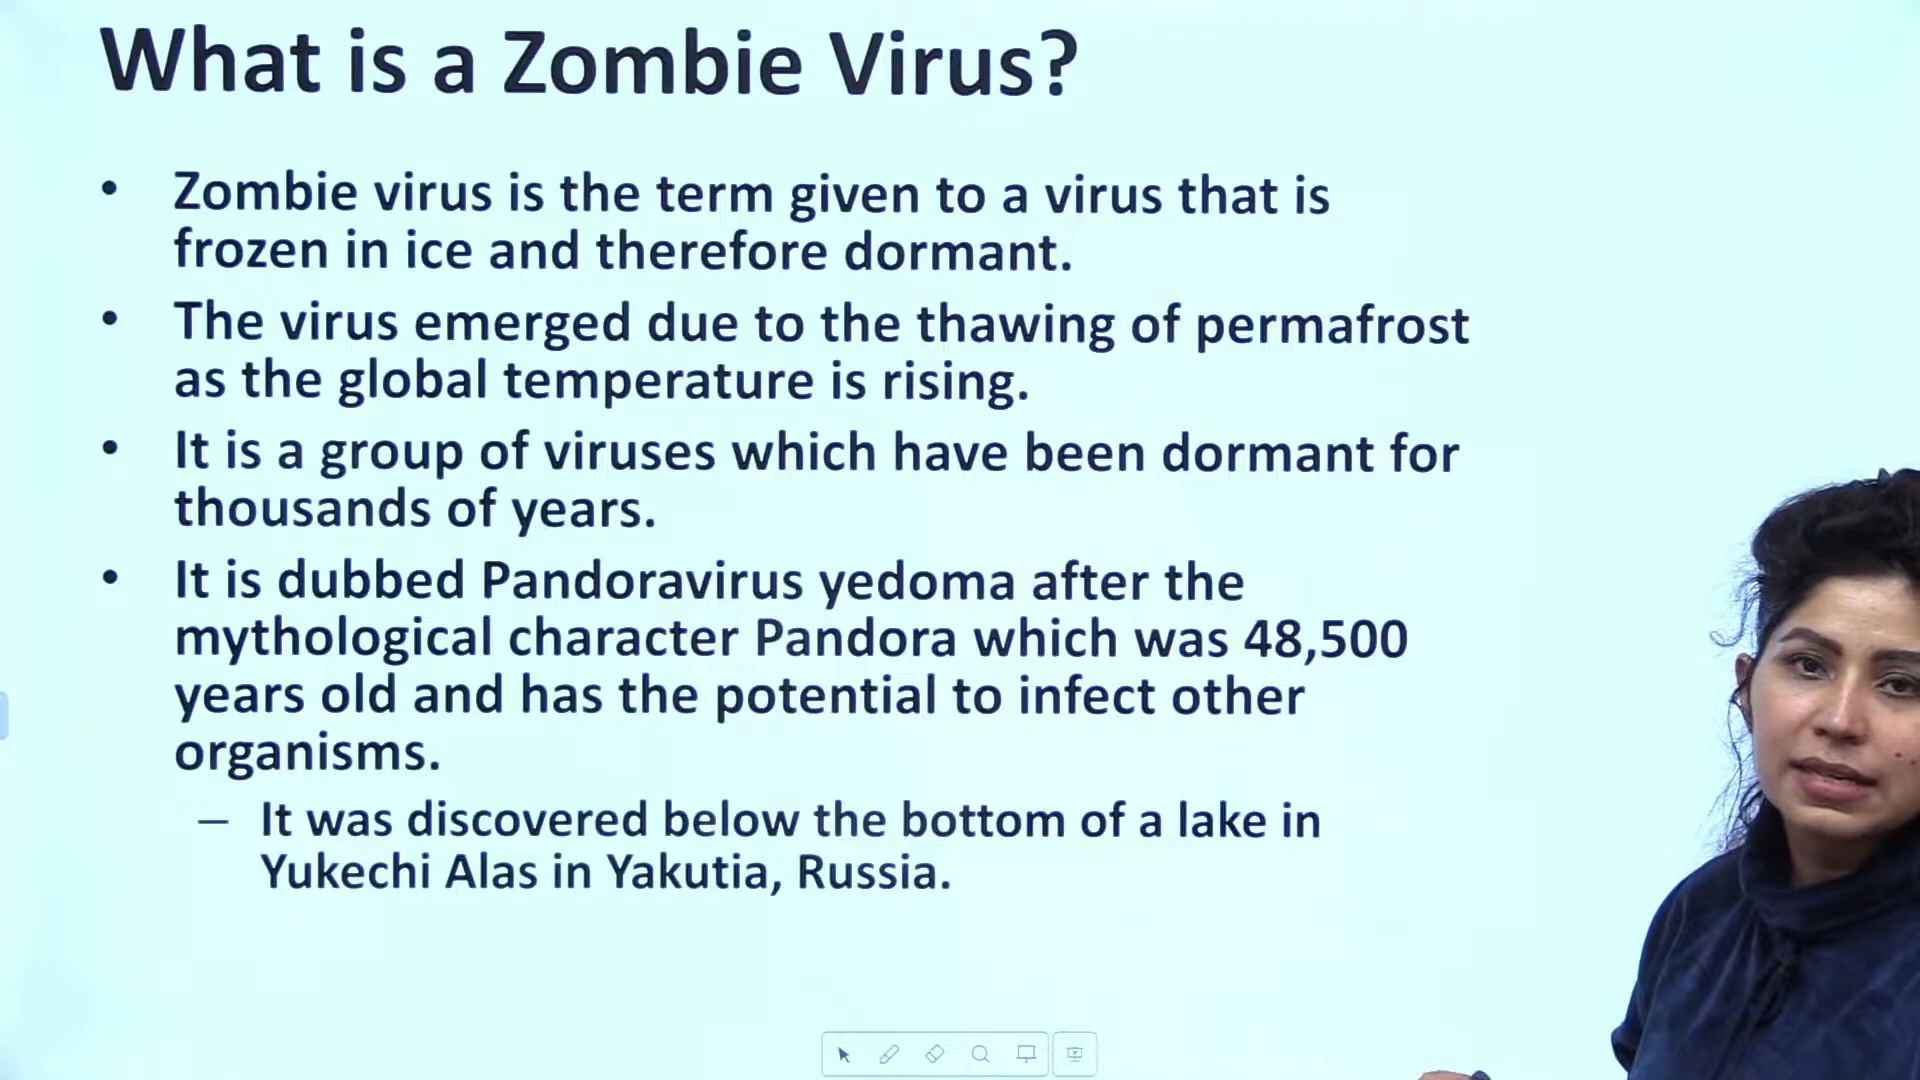 What is a Zombie Virus?
• Zombie virus is the term given to a virus that is
frozen in ice and therefore dormant.
• The virus emerged due to the thawing of permafrost
as the global temperature is rising.
• It is a group of viruses which have been dormant for
thousands of years.
• It is dubbed Pandoravirus yedoma after the
mythological character Pandora which was 48,500
years old and has the potential to infect other
organisms.
– It was discovered below the bottom of a lake in
Yukechi Alas in Yakutia, Russia.